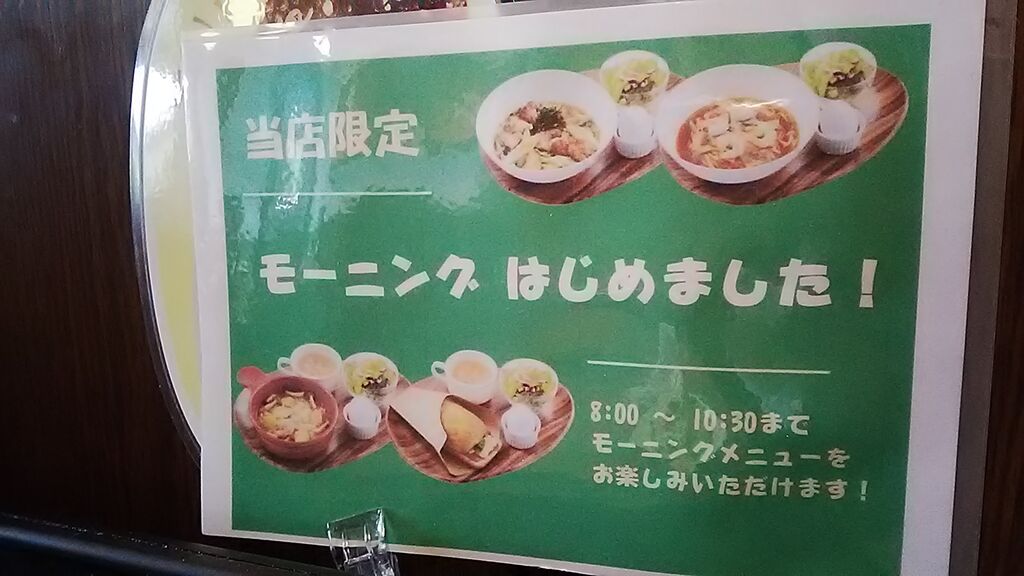 当店限定
モーニング はじめました！
8:00 ～ 10:30まで
モーニングメニューを
お楽しみいただけます！